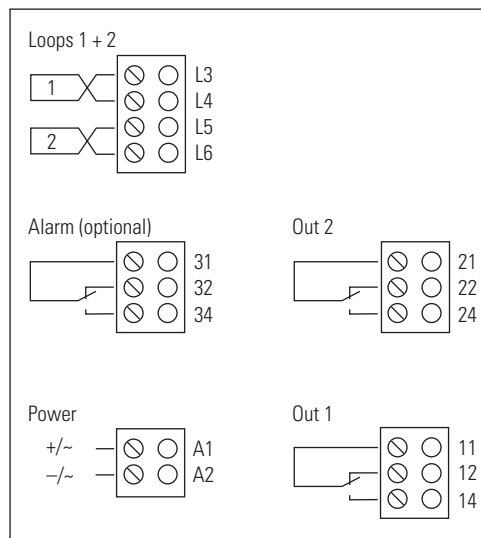 Loops 1 + 2
1
L3
L4
2
L5
L6
Alarm (optional)
31
32
34
Out 2
21
22
24
Power
+/~
A1
–/~
A2
Out 1
11
12
14